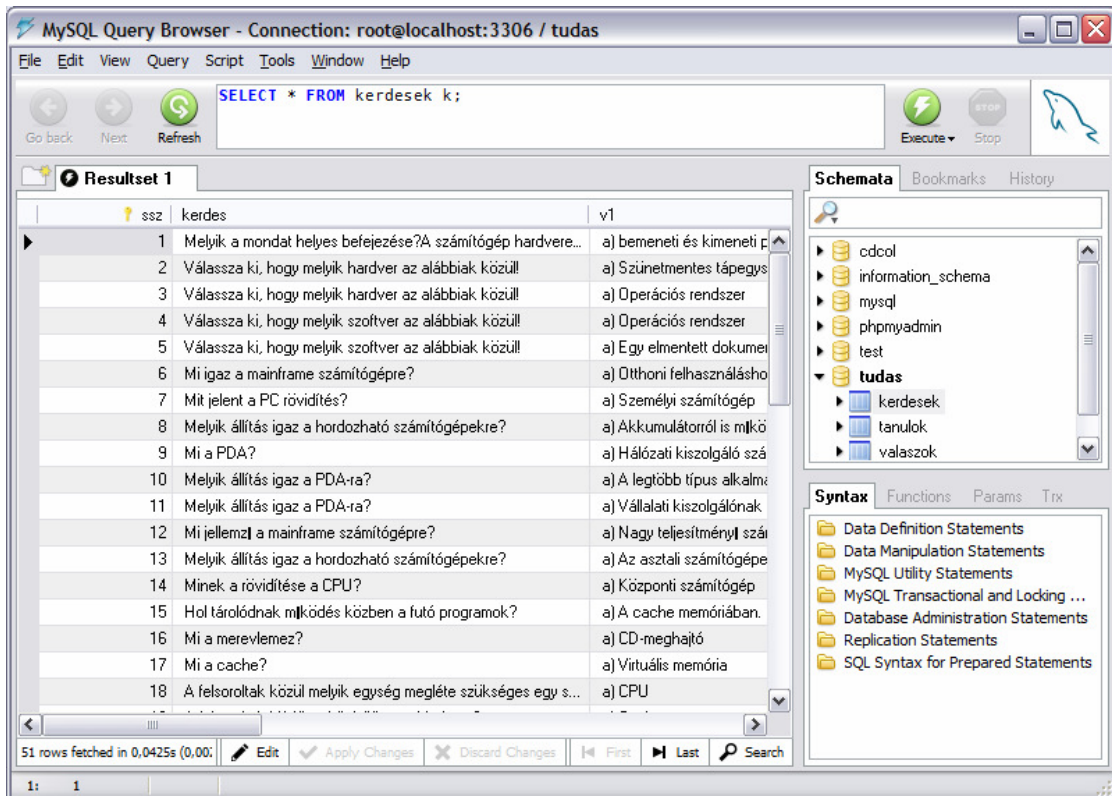 MySQL Query Browser - Connection: root@localhost:3306 / tudas
File Edit View Query Script Tools Window Help
SELECT * FROM kerdesek k;
Go back Next Refresh
Execute STOP Stop
Resultset 1
Schemata Bookmarks History
ssz kerdes v1
1 Melyik a mondat helyes befejezése?A számítógép hardvere... a) bemeneti és kimeneti
2 Válassza ki, hogy melyik hardver az alábbiak közül! a) Szünetmentes tápegys
3 Válassza ki, hogy melyik hardver az alábbiak közül! a) Operációs rendszer
4 Válassza ki, hogy melyik szoftver az alábbiak közül! a) Operációs rendszer
5 Válassza ki, hogy melyik szoftver az alábbiak közül! a) Egy elmentett dokumen
6 Mi igaz a mainframe számítógépre? a) Otthoni felhasználásho
7 Mit jelent a PC rövidítés? a) Személyi számítógép
8 Melyik állítás igaz a hordozható számítógépekre? a) Akkumulátorról is m|kö
9 Mi a PDA? a) Hálózati kiszolgáló szá
10 Melyik állítás igaz a PDA-ra? a) A legtöbb típus alkalma
11 Melyik állítás igaz a PDA-ra? a) Vállalati kiszolgálónak
12 Mi jellemz| a mainframe számítógépre? a) Nagy teljesítmény| szá
13 Melyik állítás igaz a hordozható számítógépekre? a) Az asztali számítógépe
14 Minek a rövidítése a CPU? a) Központi számítógép
15 Hol tárolódnak m|ködés közben a futó programok? a) A cache memóriában.
16 Mi a merevlemez? a) CD-meghajtó
17 Mi a cache? a) Virtuális memória
18 A felsoroltak közül melyik egység megléte szükséges egy s... a) CPU
cdcol
information_schema
mysql
phpmyadmin
test
tudas
kerdesek
tanulok
valaszok
Syntax Functions Params Trx
Data Definition Statements
Data Manipulation Statements
MySQL Utility Statements
MySQL Transactional and Locking ...
Database Administration Statements
Replication Statements
SQL Syntax for Prepared Statements
51 rows fetched in 0,0425s (0,00 Edit Apply Changes Discard Changes First Last Search
1: 1